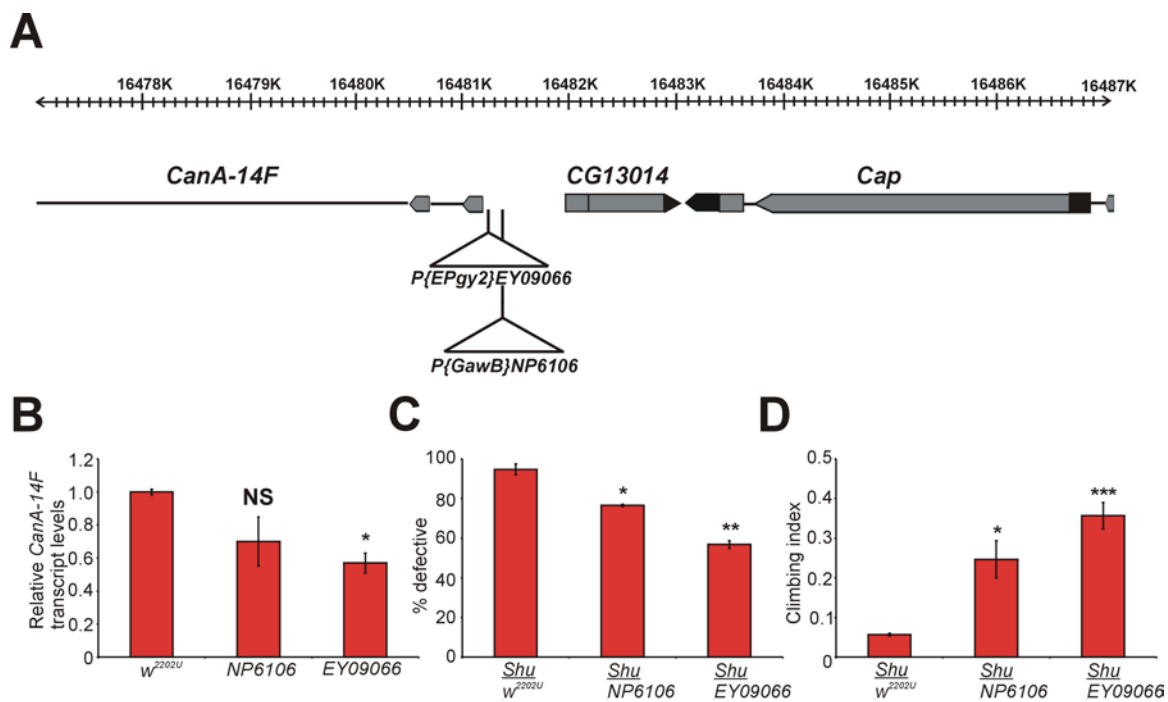 A
16478K 16479K 16480K 16481K 16482K 16483K 16484K 16485K 16486K 16487K
CanA-14F CG13014 Cap
P{EPgy2}EY09066
P{GawB}NP6106
B
Relative CanA-14F
transcript levels
1.2
1.0
0.8
0.6
0.4
0.2
0
NS
*
w2202U NP6106 EY09066
C
% defective
100
80
60
40
20
0
*
**
Shu Shu Shu
w2202U NP6106 EY09066
D
Climbing index
0.5
0.4
0.3
0.2
0.1
0
*
***
Shu Shu Shu
w2202U NP6106 EY09066